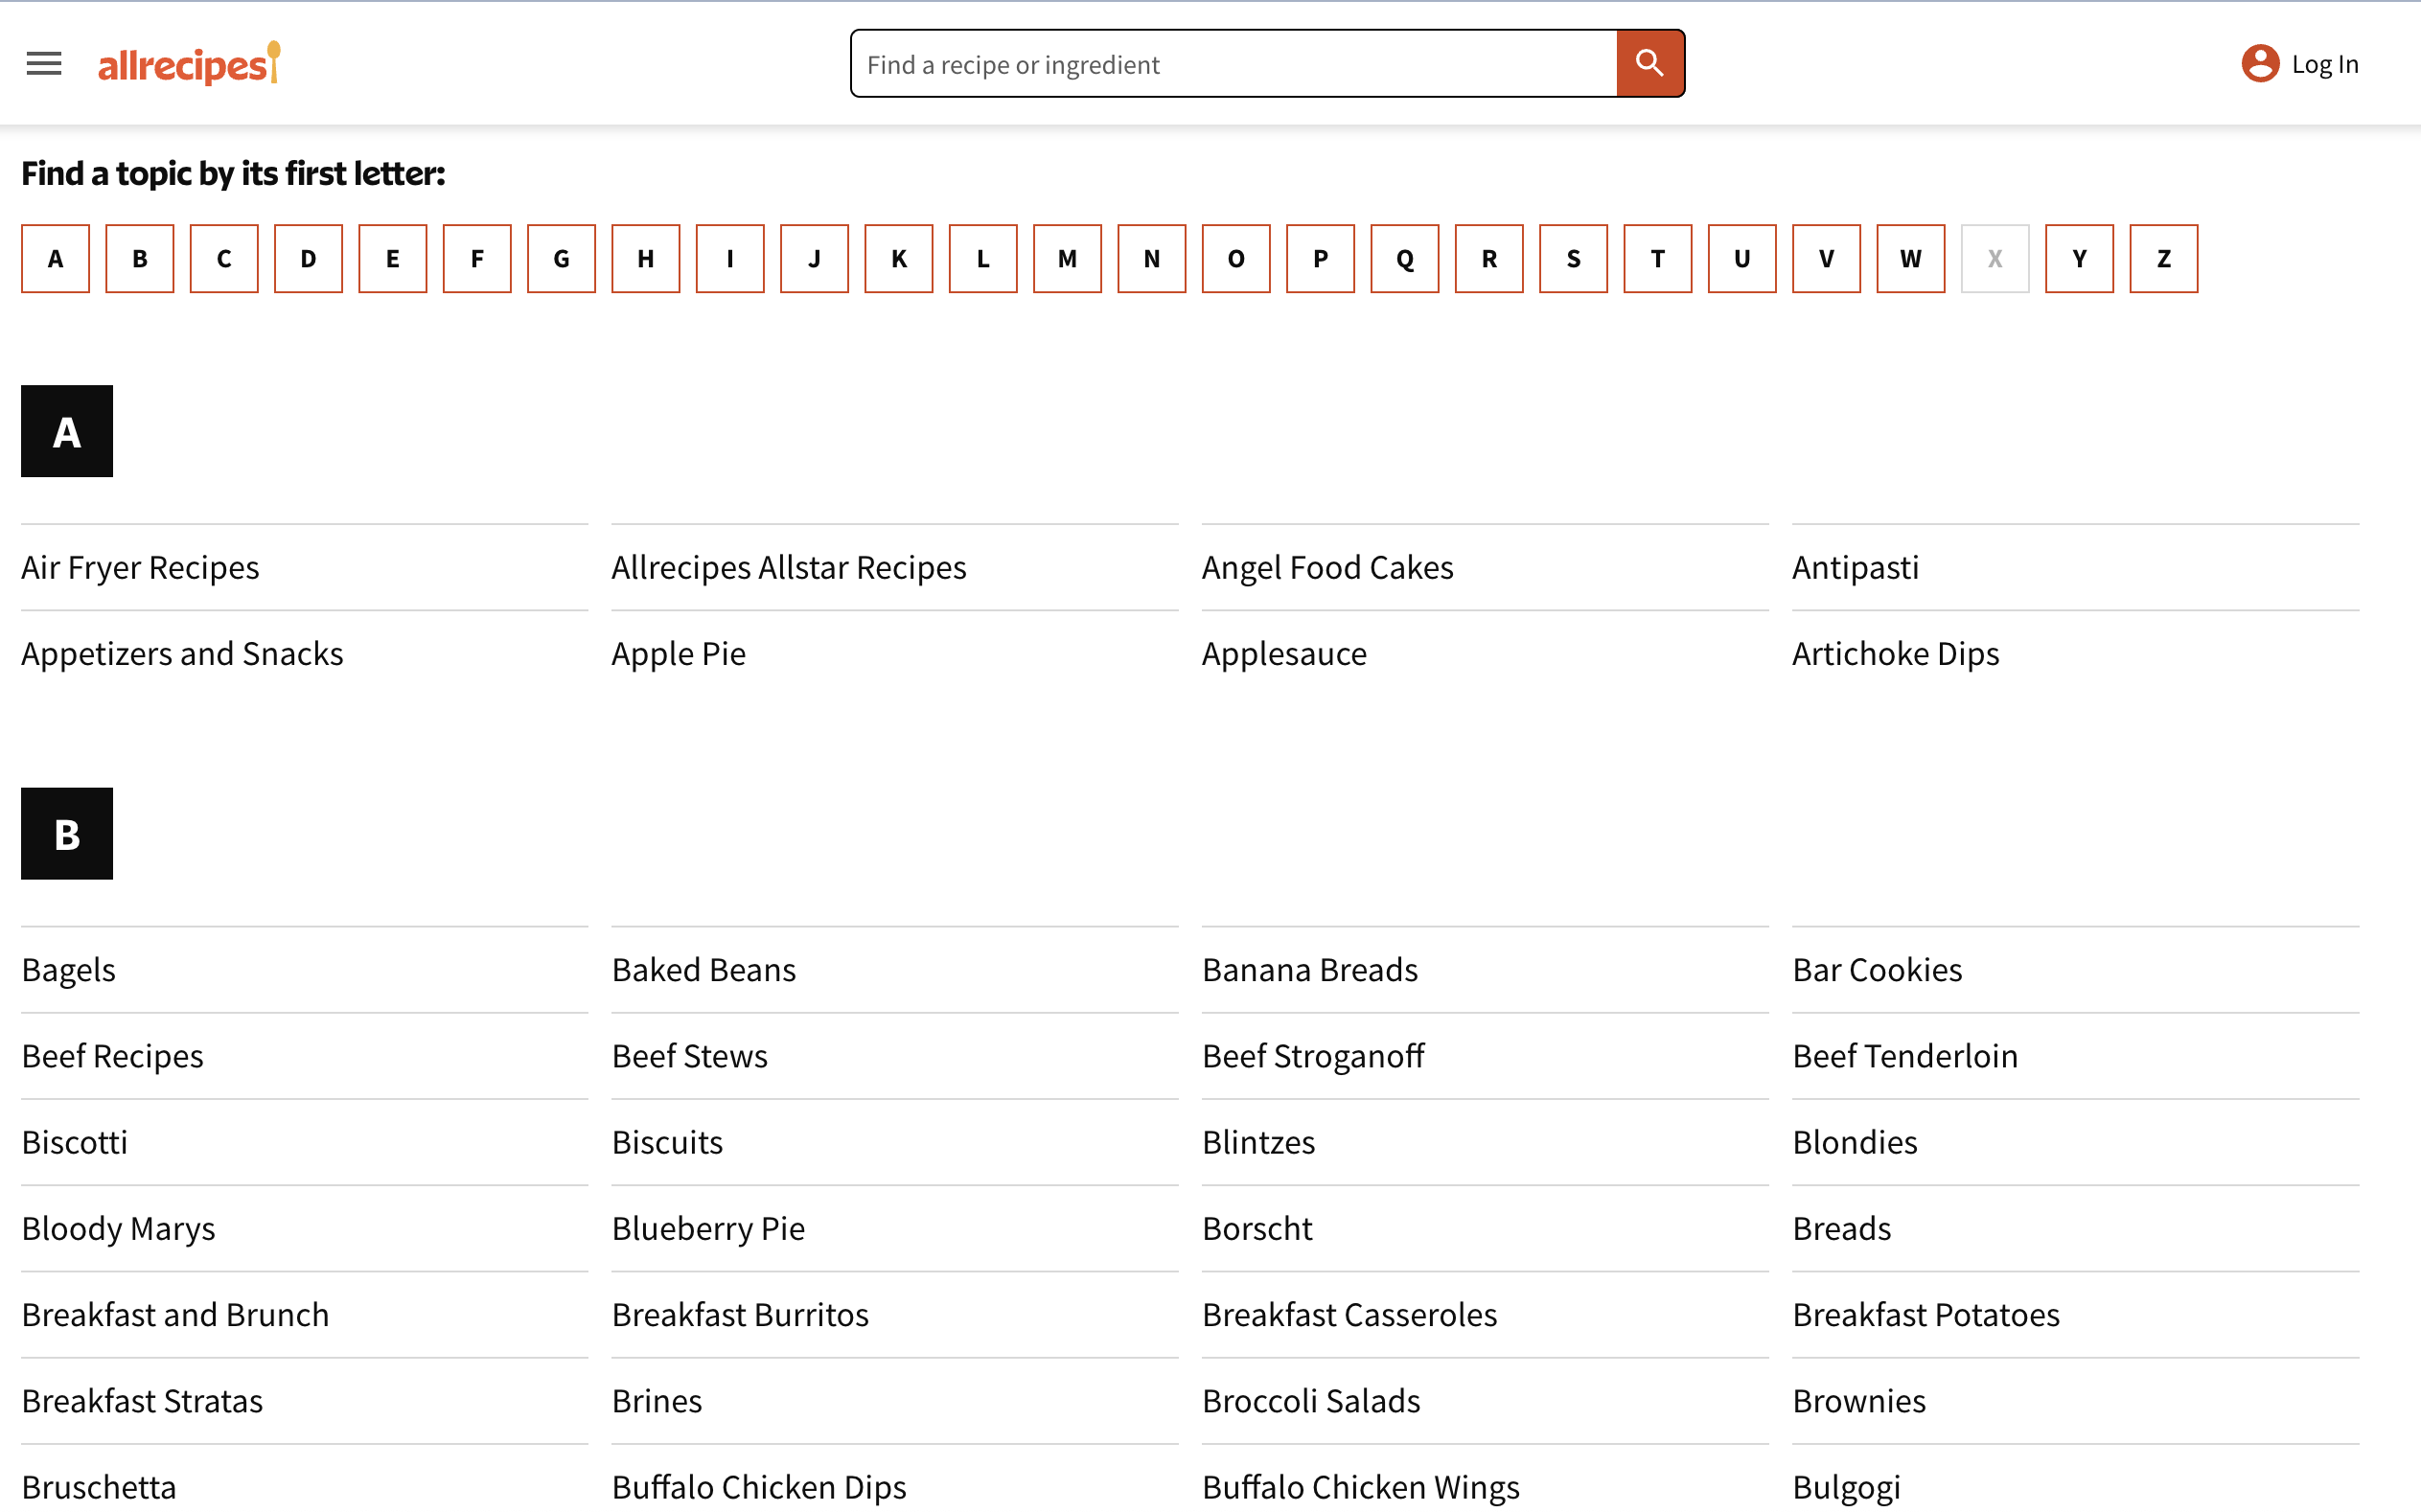 allrecipes
Find a recipe or ingredient
Log In
Find a topic by its first letter:
A B C D E F G H I J K L M N O P Q R S T U V W X Y Z
A
Air Fryer Recipes Allrecipes Allstar Recipes Angel Food Cakes Antipasti
Appetizers and Snacks Apple Pie Applesauce Artichoke Dips
B
Bagels Baked Beans Banana Breads Bar Cookies
Beef Recipes Beef Stews Beef Stroganoff Beef Tenderloin
Biscotti Biscuits Blintzes Blondies
Bloody Marys Blueberry Pie Borscht Breads
Breakfast and Brunch Breakfast Burritos Breakfast Casseroles Breakfast Potatoes
Breakfast Stratas Brines Broccoli Salads Brownies
Bruschetta Buffalo Chicken Dips Buffalo Chicken Wings Bulgogi